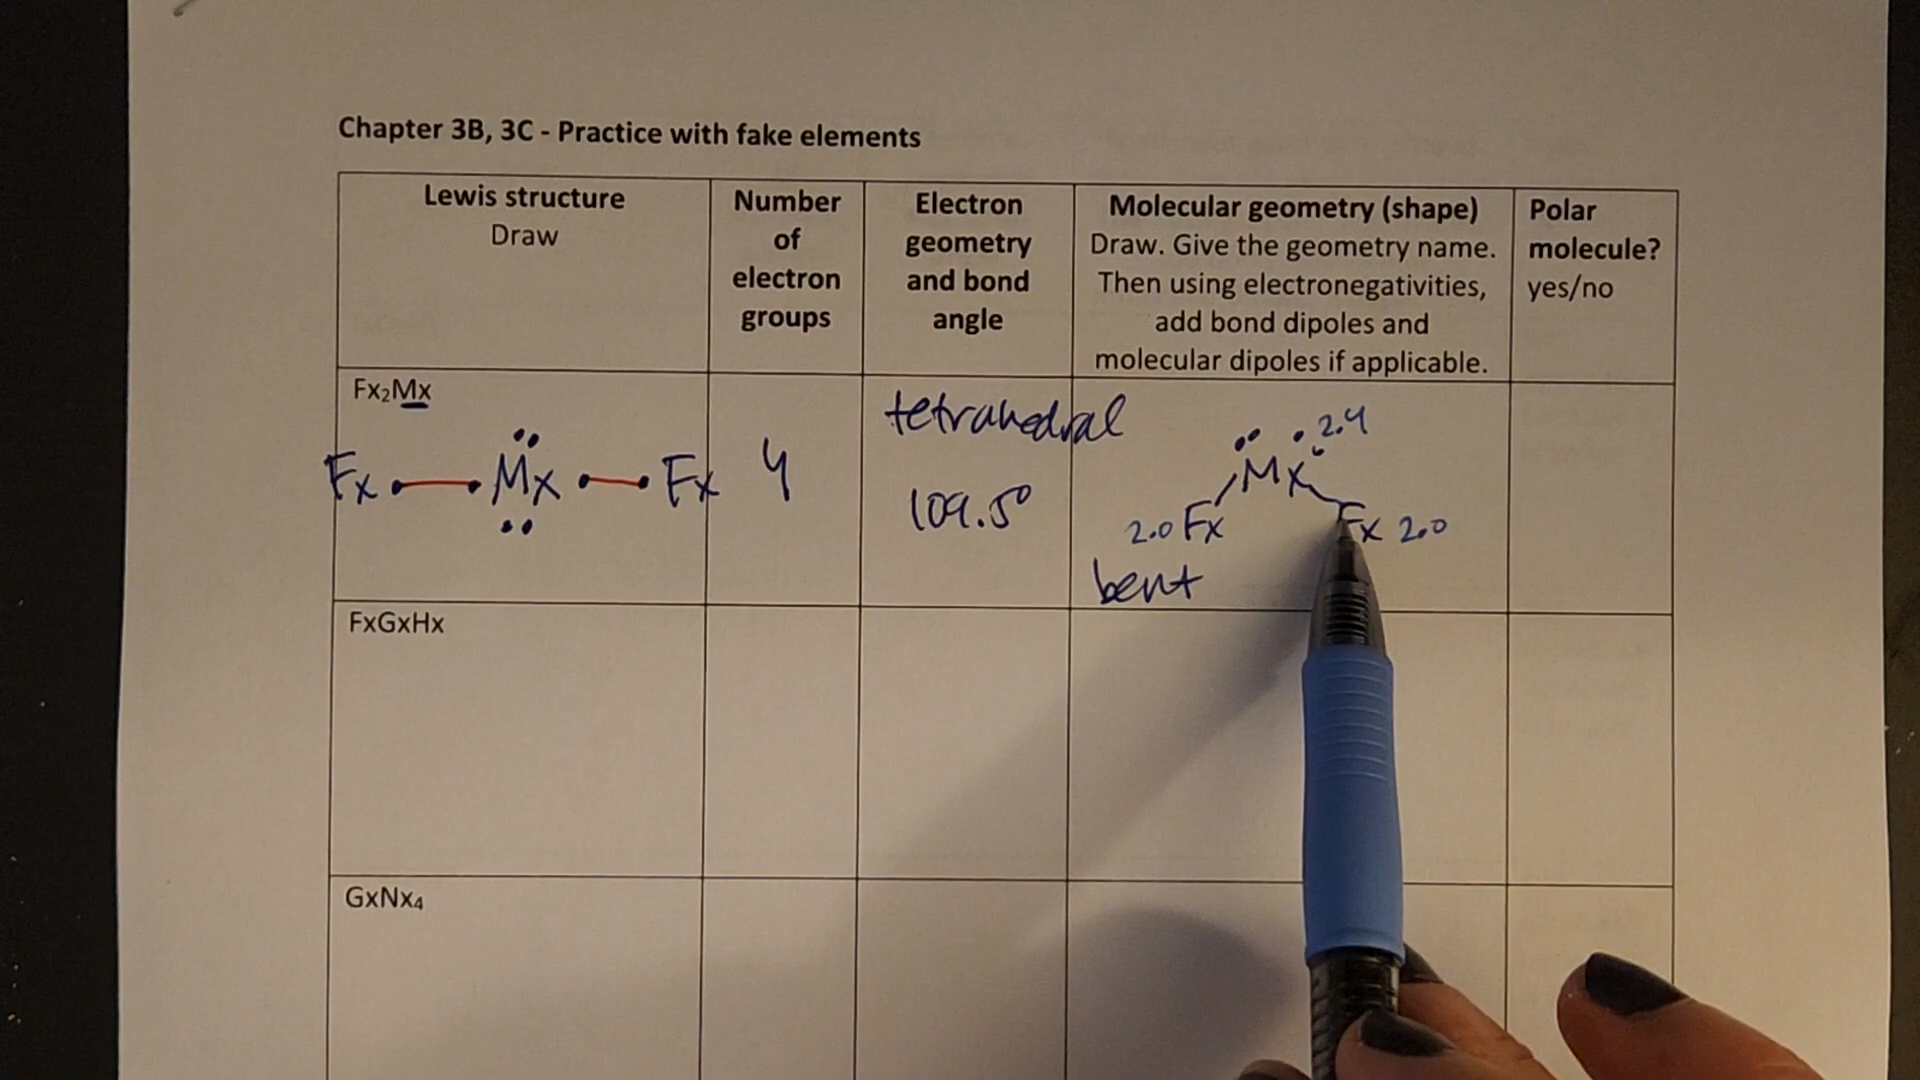 Chapter 3B, 3C - Practice with fake elements
Lewis structure
Draw
Number
of
electron
groups
Electron
geometry
and bond
angle
Molecular geometry (shape)
Draw. Give the geometry name.
Then using electronegativities,
add bond dipoles and
molecular dipoles if applicable.
Polar
molecule?
yes/no
Fx₂Mx
Fx Mx Fx
4
tetrahedral
109.5°
2.4
Mx
2.0 Fx Fx 2.0
bent
FxGxHx
GxNx₄